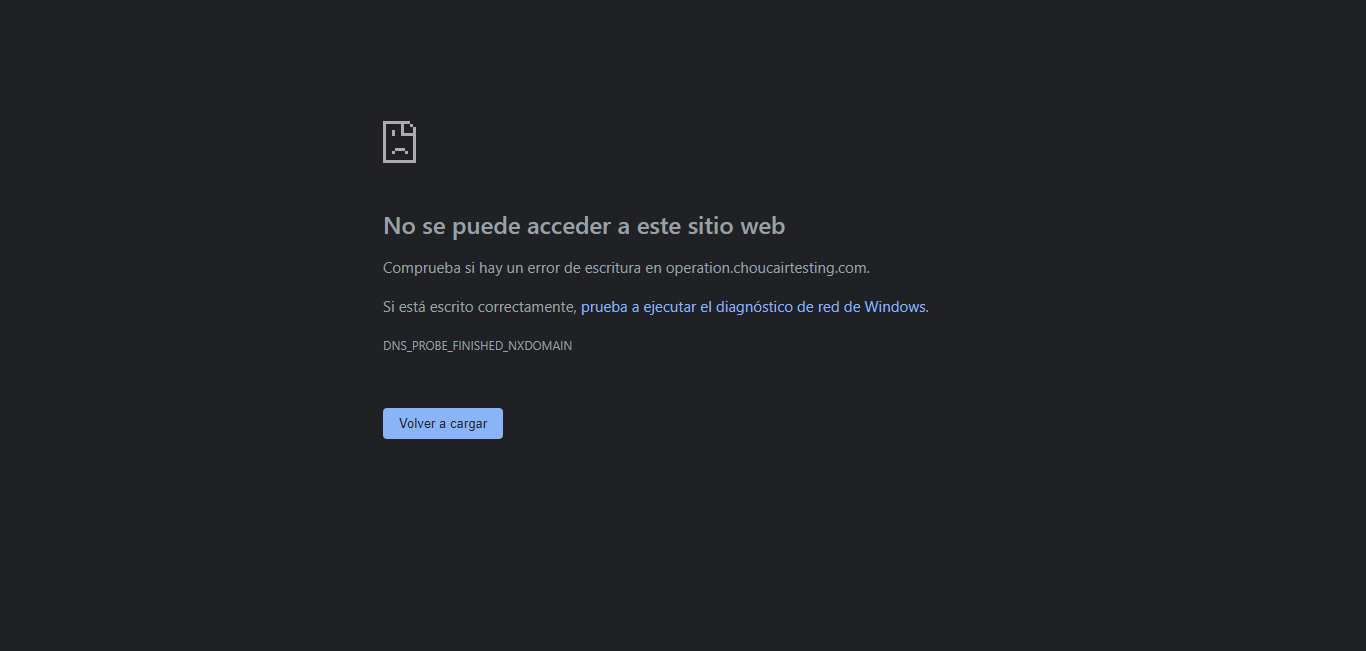 No se puede acceder a este sitio web
Comprueba si hay un error de escritura en operation.choucairtesting.com.
Si está escrito correctamente, prueba a ejecutar el diagnóstico de red de Windows.
DNS_PROBE_FINISHED_NXDOMAIN
Volver a cargar